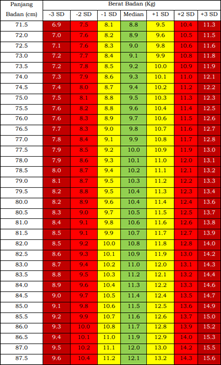 Panjang Badan (cm) Berat Badan (Kg)
-3 SD -2 SD -1 SD Median +1 SD +2 SD +3 SD
71.5 6.9 7.5 8.1 8.8 9.5 10.4 11.3
72.0 7.0 7.6 8.2 8.9 9.6 10.5 11.5
72.5 7.1 7.6 8.3 9.0 9.8 10.6 11.6
73.0 7.2 7.7 8.4 9.1 9.9 10.8 11.8
73.5 7.2 7.8 8.5 9.2 10.0 10.9 11.9
74.0 7.3 7.9 8.6 9.3 10.1 11.0 12.1
74.5 7.4 8.0 8.7 9.4 10.2 11.2 12.2
75.0 7.5 8.1 8.8 9.5 10.3 11.3 12.3
75.5 7.6 8.2 8.8 9.6 10.4 11.4 12.5
76.0 7.6 8.3 8.9 9.7 10.6 11.5 12.6
76.5 7.7 8.3 9.0 9.8 10.7 11.6 12.7
77.0 7.8 8.4 9.1 9.9 10.8 11.7 12.8
77.5 7.9 8.5 9.2 10.0 10.9 11.9 13.0
78.0 7.9 8.6 9.3 10.1 11.0 12.0 13.1
78.5 8.0 8.7 9.4 10.2 11.1 12.1 13.2
79.0 8.1 8.7 9.5 10.3 11.2 12.2 13.3
79.5 8.2 8.8 9.5 10.4 11.3 12.3 13.4
80.0 8.2 8.9 9.6 10.4 11.4 12.4 13.6
80.5 8.3 9.0 9.7 10.5 11.5 12.5 13.7
81.0 8.4 9.1 9.8 10.6 11.6 12.6 13.8
81.5 8.5 9.1 9.9 10.7 11.7 12.7 13.9
82.0 8.5 9.2 10.0 10.8 11.8 12.8 14.0
82.5 8.6 9.3 10.1 10.9 11.9 13.0 14.2
83.0 8.7 9.4 10.2 11.0 12.0 13.1 14.3
83.5 8.8 9.5 10.3 11.2 12.1 13.2 14.4
84.0 8.9 9.6 10.4 11.3 12.2 13.3 14.6
84.5 9.0 9.7 10.5 11.4 12.4 13.5 14.7
85.0 9.1 9.8 10.6 11.5 12.5 13.6 14.9
85.5 9.2 9.9 10.7 11.6 12.6 13.7 15.0
86.0 9.3 10.0 10.8 11.7 12.8 13.9 15.2
86.5 9.4 10.1 11.0 11.9 12.9 14.0 15.3
87.0 9.5 10.2 11.1 12.0 13.0 14.2 15.5
87.5 9.6 10.4 11.2 12.1 13.2 14.3 15.6